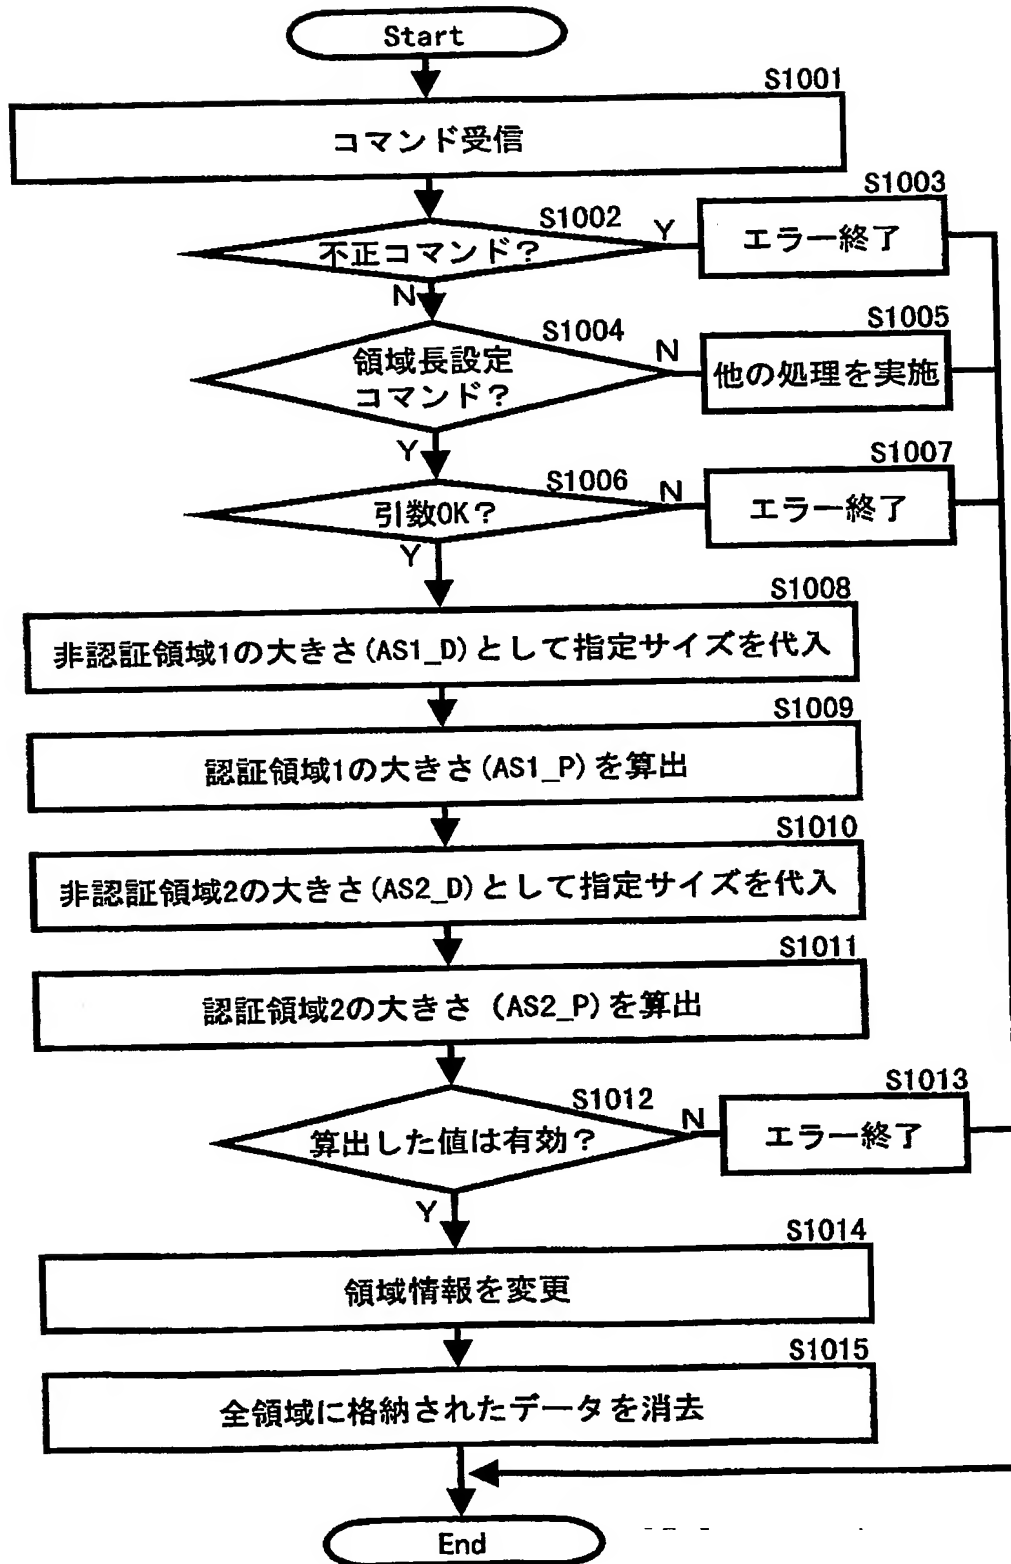 Start
S1001
コマンド受信
S1002
不正コマンド?
Y
S1003
エラー終了
N
S1004
領域長設定
コマンド?
N
S1005
他の処理を実施
Y
S1006
引数OK?
N
S1007
エラー終了
Y
S1008
非認証領域1の大きさ(AS1_D)として指定サイズを代入
S1009
認証領域1の大きさ(AS1_P)を算出
S1010
非認証領域2の大きさ(AS2_D)として指定サイズを代入
S1011
認証領域2の大きさ (AS2_P)を算出
S1012
算出した値は有効?
N
S1013
エラー終了
Y
S1014
領域情報を変更
S1015
全領域に格納されたデータを消去
End